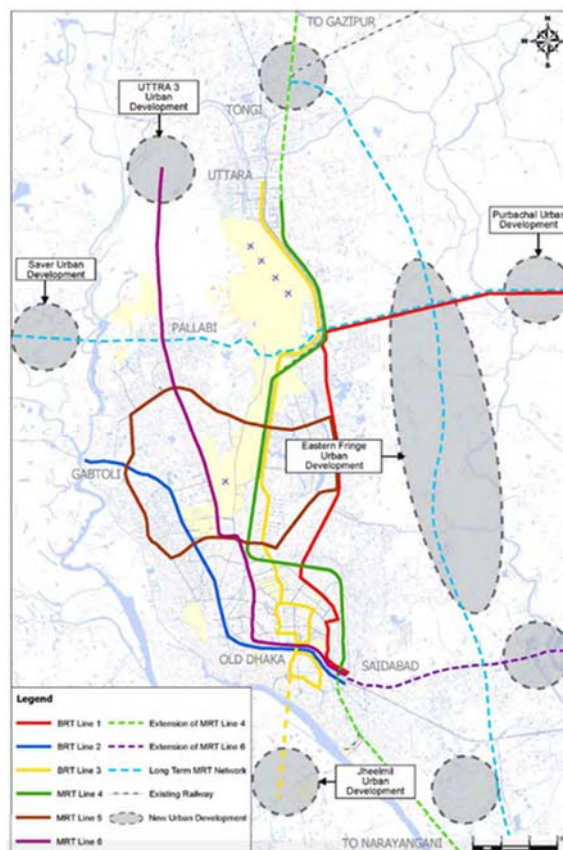 TO GAZIPUR
N
W
E
S
UTTRA 3
Urban
Development
TONGI
UTTARA
Purbachal Urban
Development
Saver Urban
Development
PALLABI
Eastern Fringe
Urban
Development
GABTOLI
OLD DHAKA
SAIDABAD
Legend
BRT Line 1
BRT Line 2
BRT Line 3
MRT Line 4
MRT Line 5
MRT Line 6
Extension of MRT Line 4
Extension of MRT Line 6
Long Term MRT Network
Existing Railway
New Urban Development
Jheelmil
Urban
Development
TO NARAYANGANJ